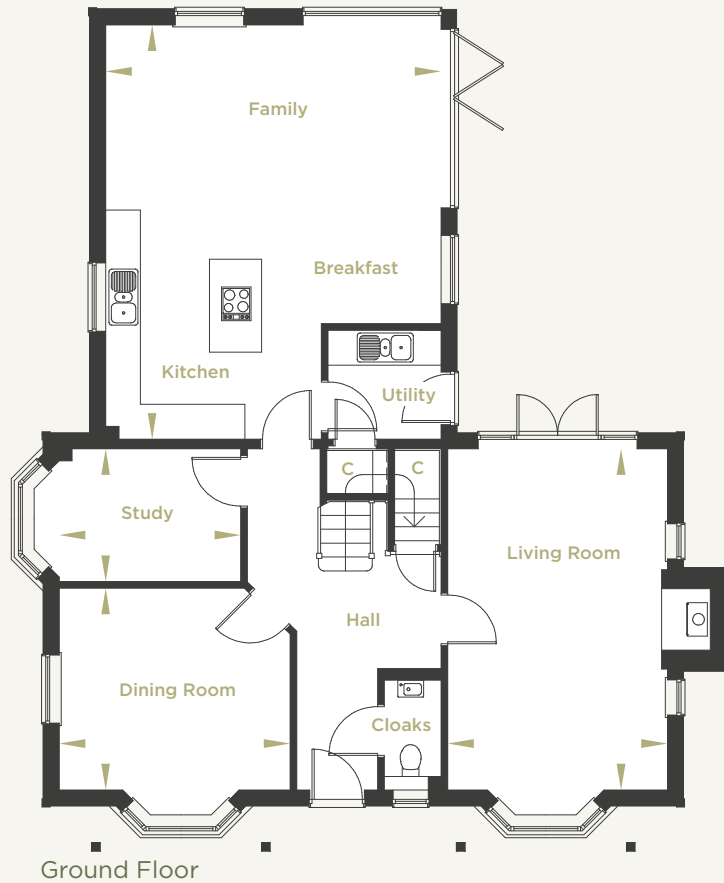 Family
Breakfast
Kitchen
Utility
C
C
Study
Living Room
Hall
Dining Room
Cloaks
Ground Floor